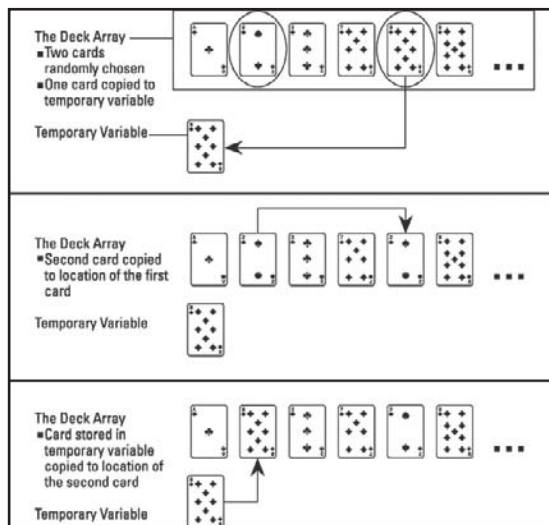 The Deck Array
▪Two cards
randomly chosen
▪One card copied to
temporary variable
Temporary Variable
The Deck Array
▪Second card copied
to location of the first
card
Temporary Variable
The Deck Array
▪Card stored in
temporary variable
copied to location of
the second card
Temporary Variable